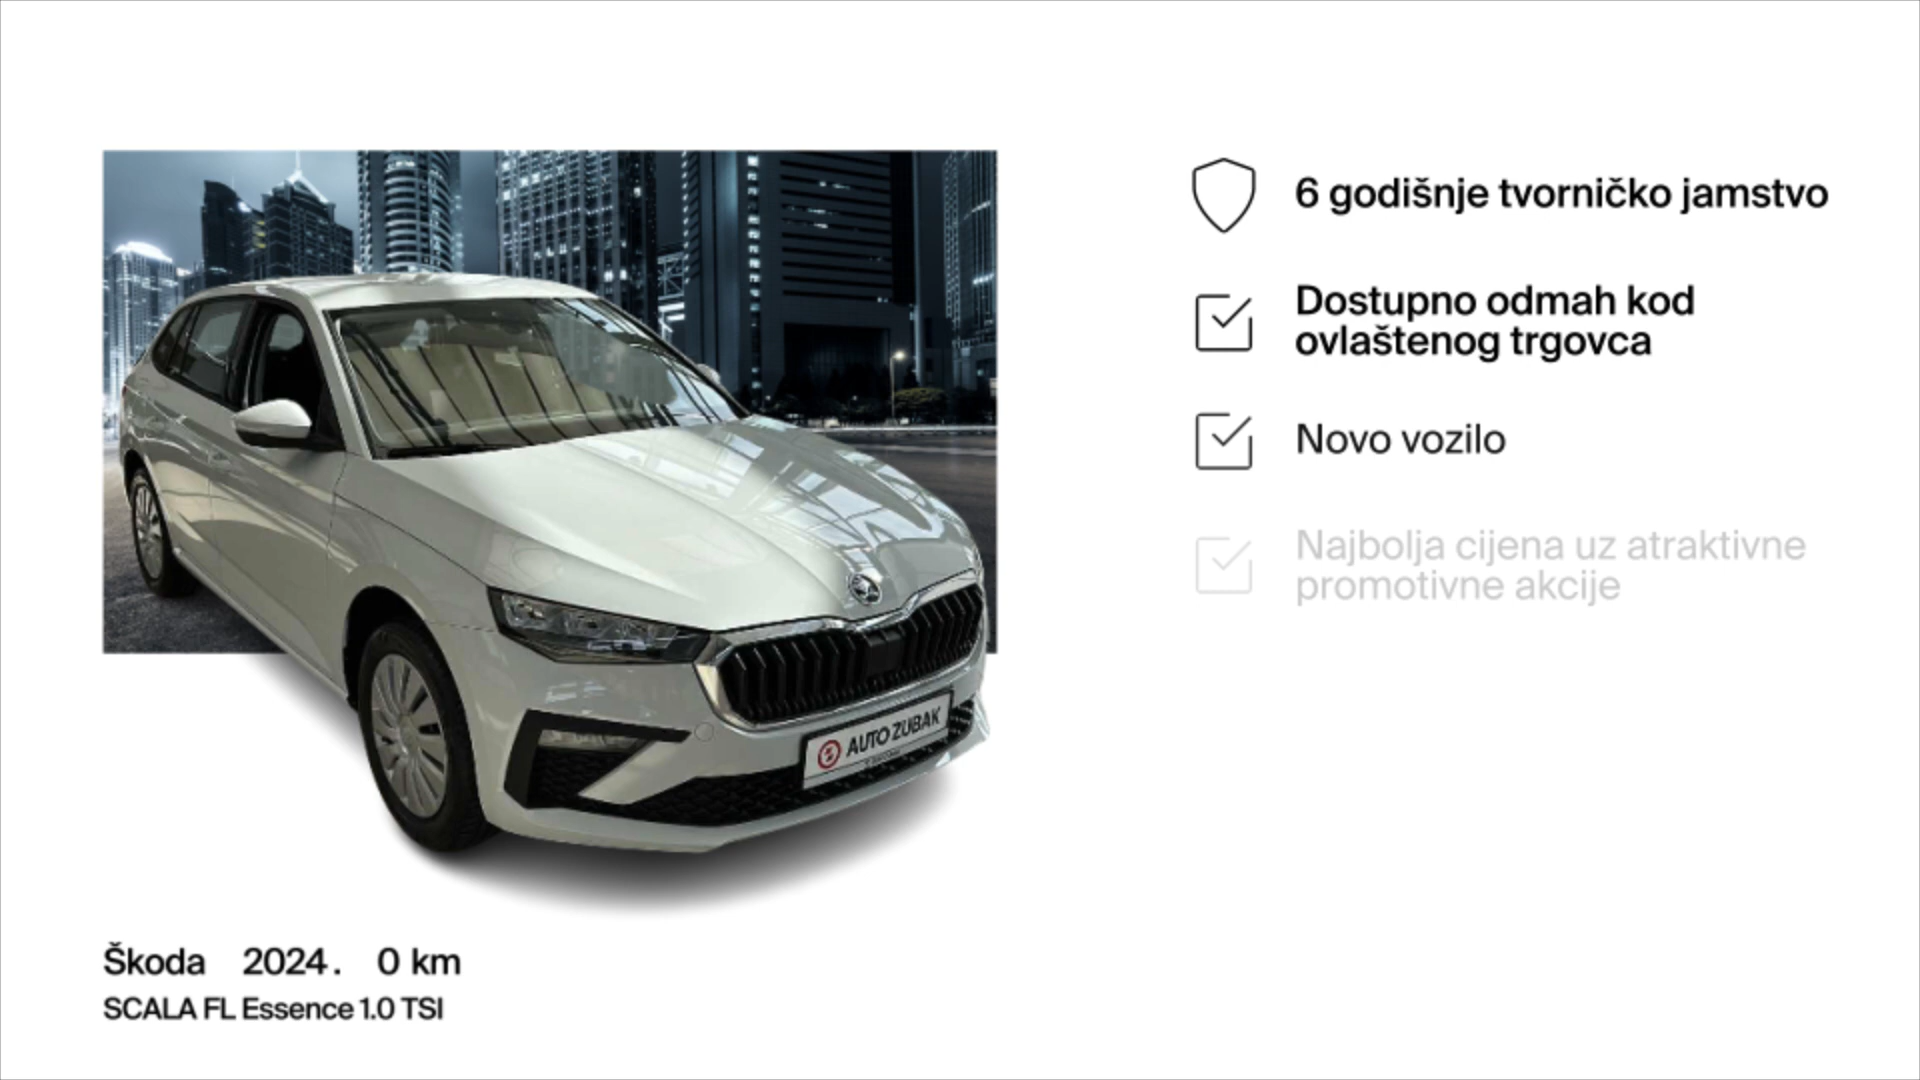 6 godišnje tvorničko jamstvo
Dostupno odmah kod
ovlaštenog trgovca
Novo vozilo
Najbolja cijena uz atraktivne
promotivne akcije
AUTO ZUBAK
Škoda 2024. 0 km
SCALA FL Essence 1.0 TSI